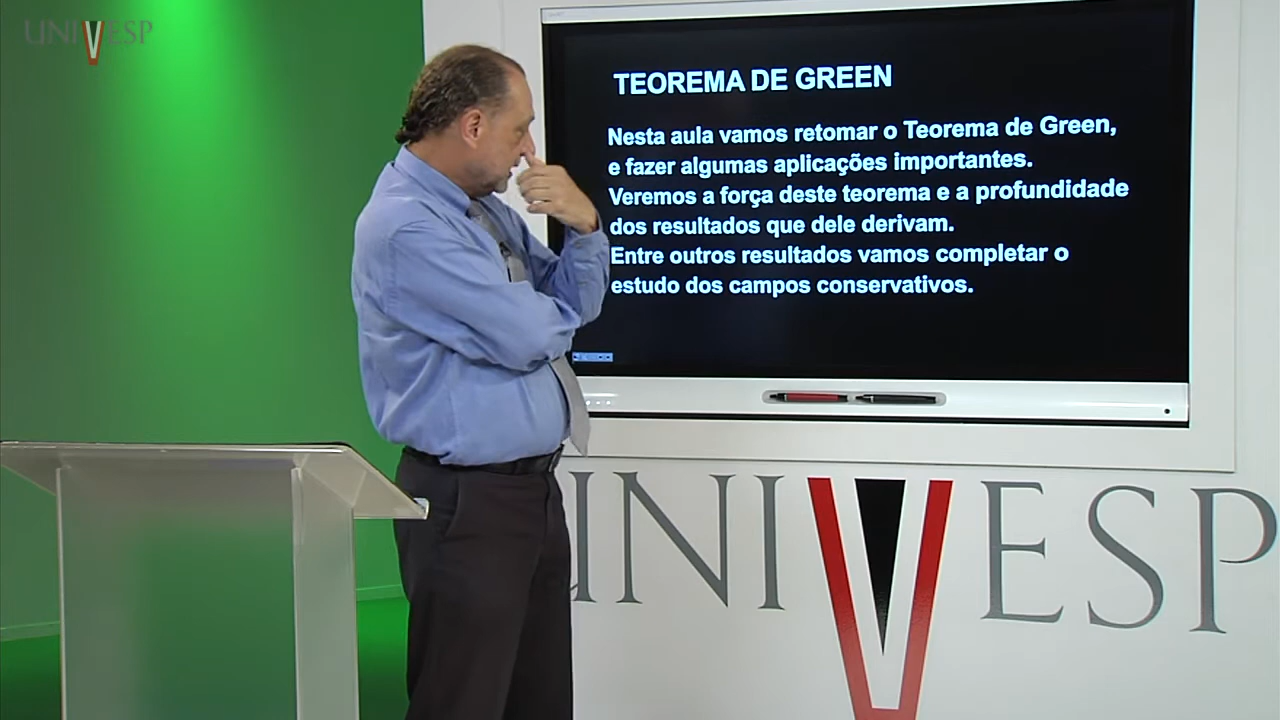 UNIVESP
TEOREMA DE GREEN
Nesta aula vamos retomar o Teorema de Green,
e fazer algumas aplicações importantes.
Veremos a força deste teorema e a profundidade
dos resultados que dele derivam.
Entre outros resultados vamos completar o
estudo dos campos conservativos.
UNIVESP